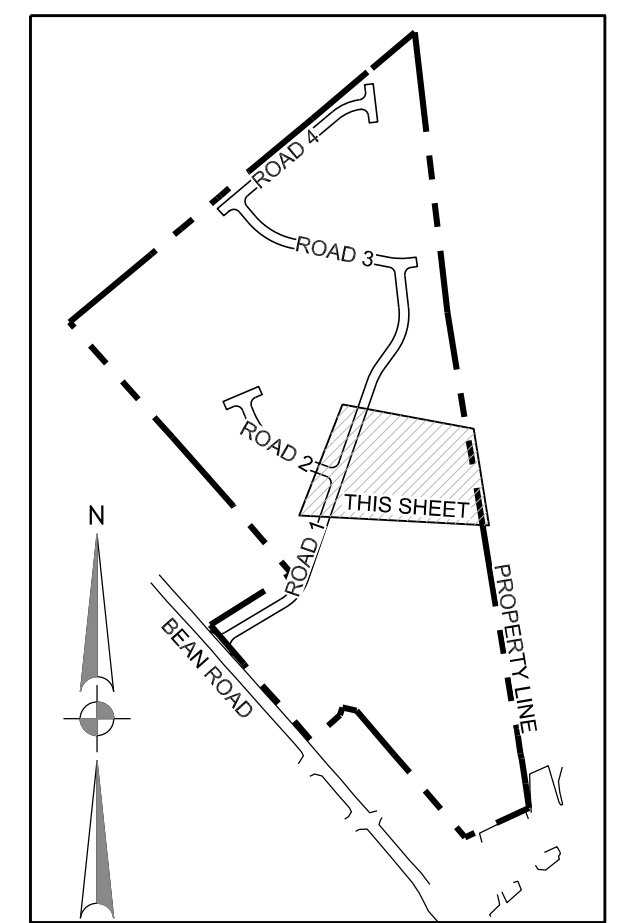 ROAD 4
ROAD 3
ROAD 2
THIS SHEET
N
ROAD 1
PROPERTY LINE
BEAN ROAD